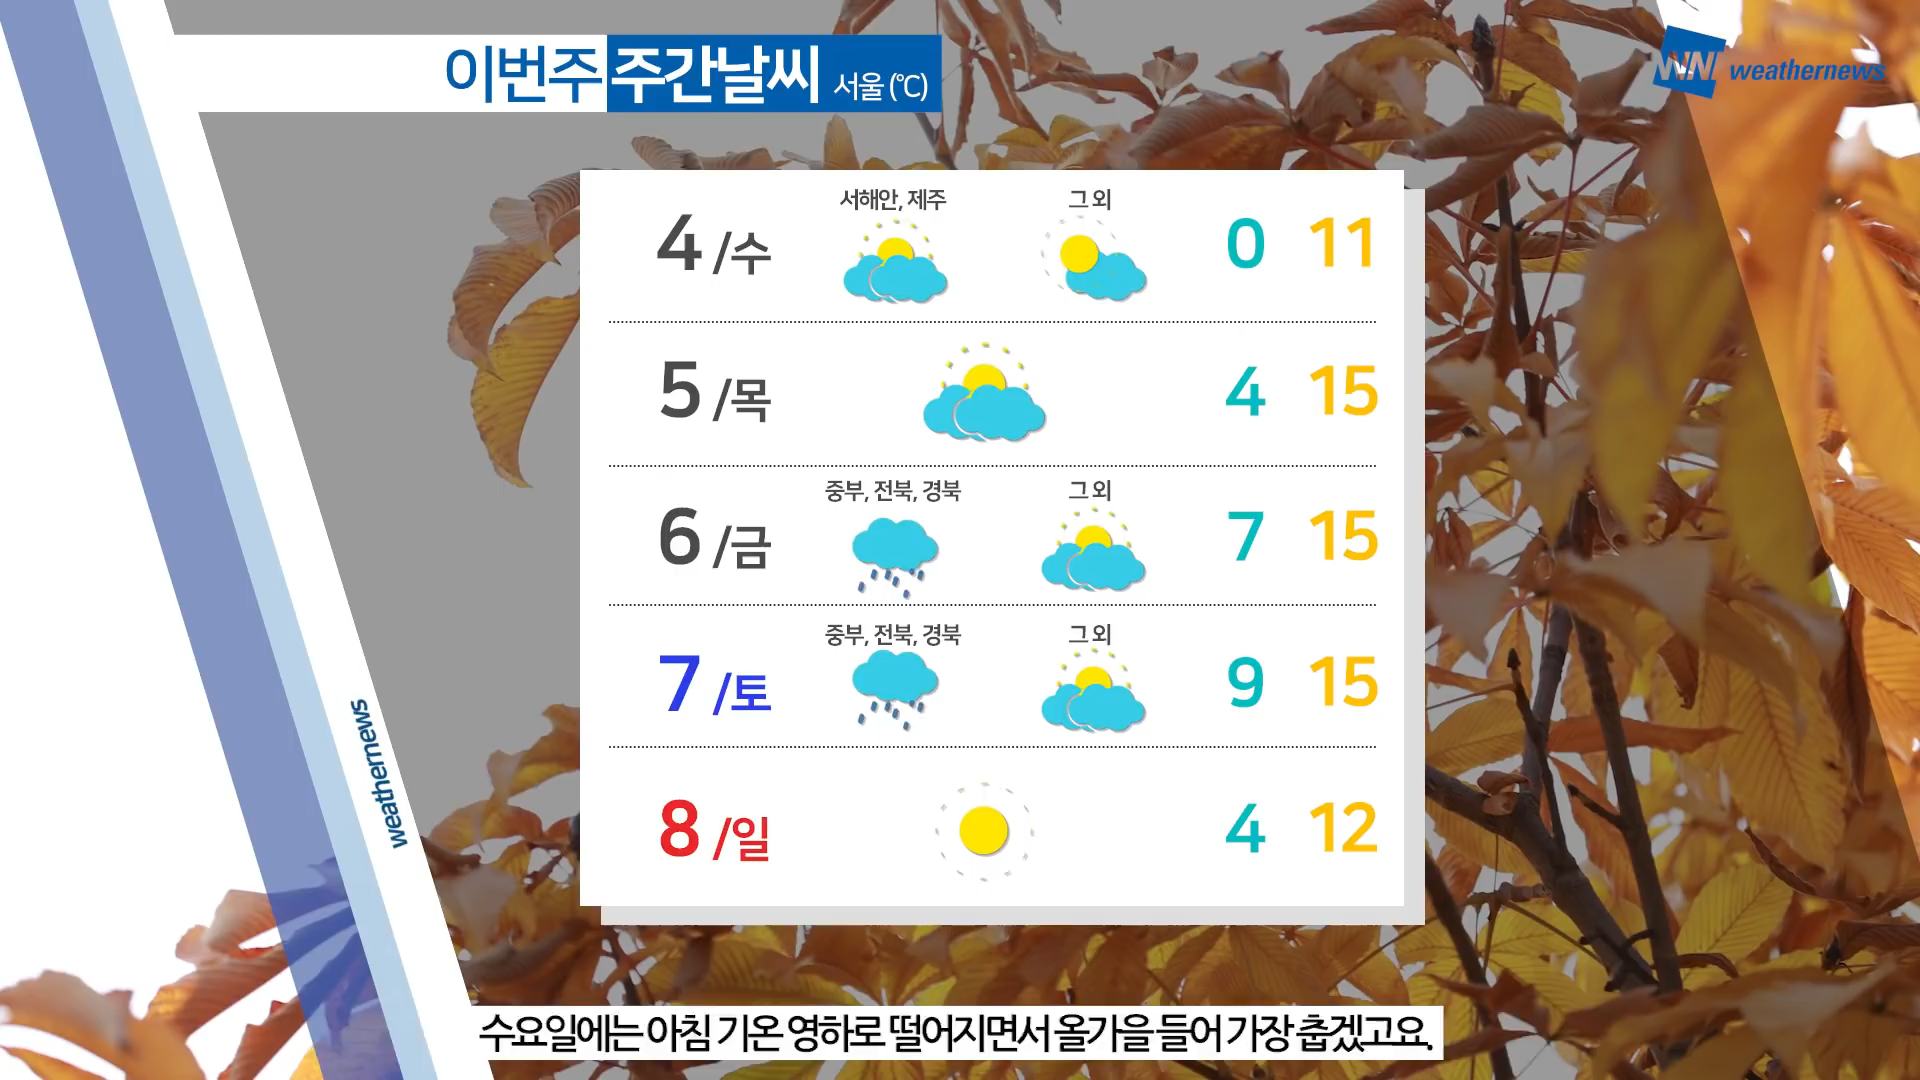 이번주 주간날씨 서울 (℃)
WNI weathernews
서해안, 제주 그 외
4 /수 0 11
5 /목 4 15
중부, 전북, 경북 그 외
6 /금 7 15
중부, 전북, 경북 그 외
7 /토 9 15
8 /일 4 12
weathernews
수요일에는 아침 기온 영하로 떨어지면서 올가을 들어 가장 춥겠고요.